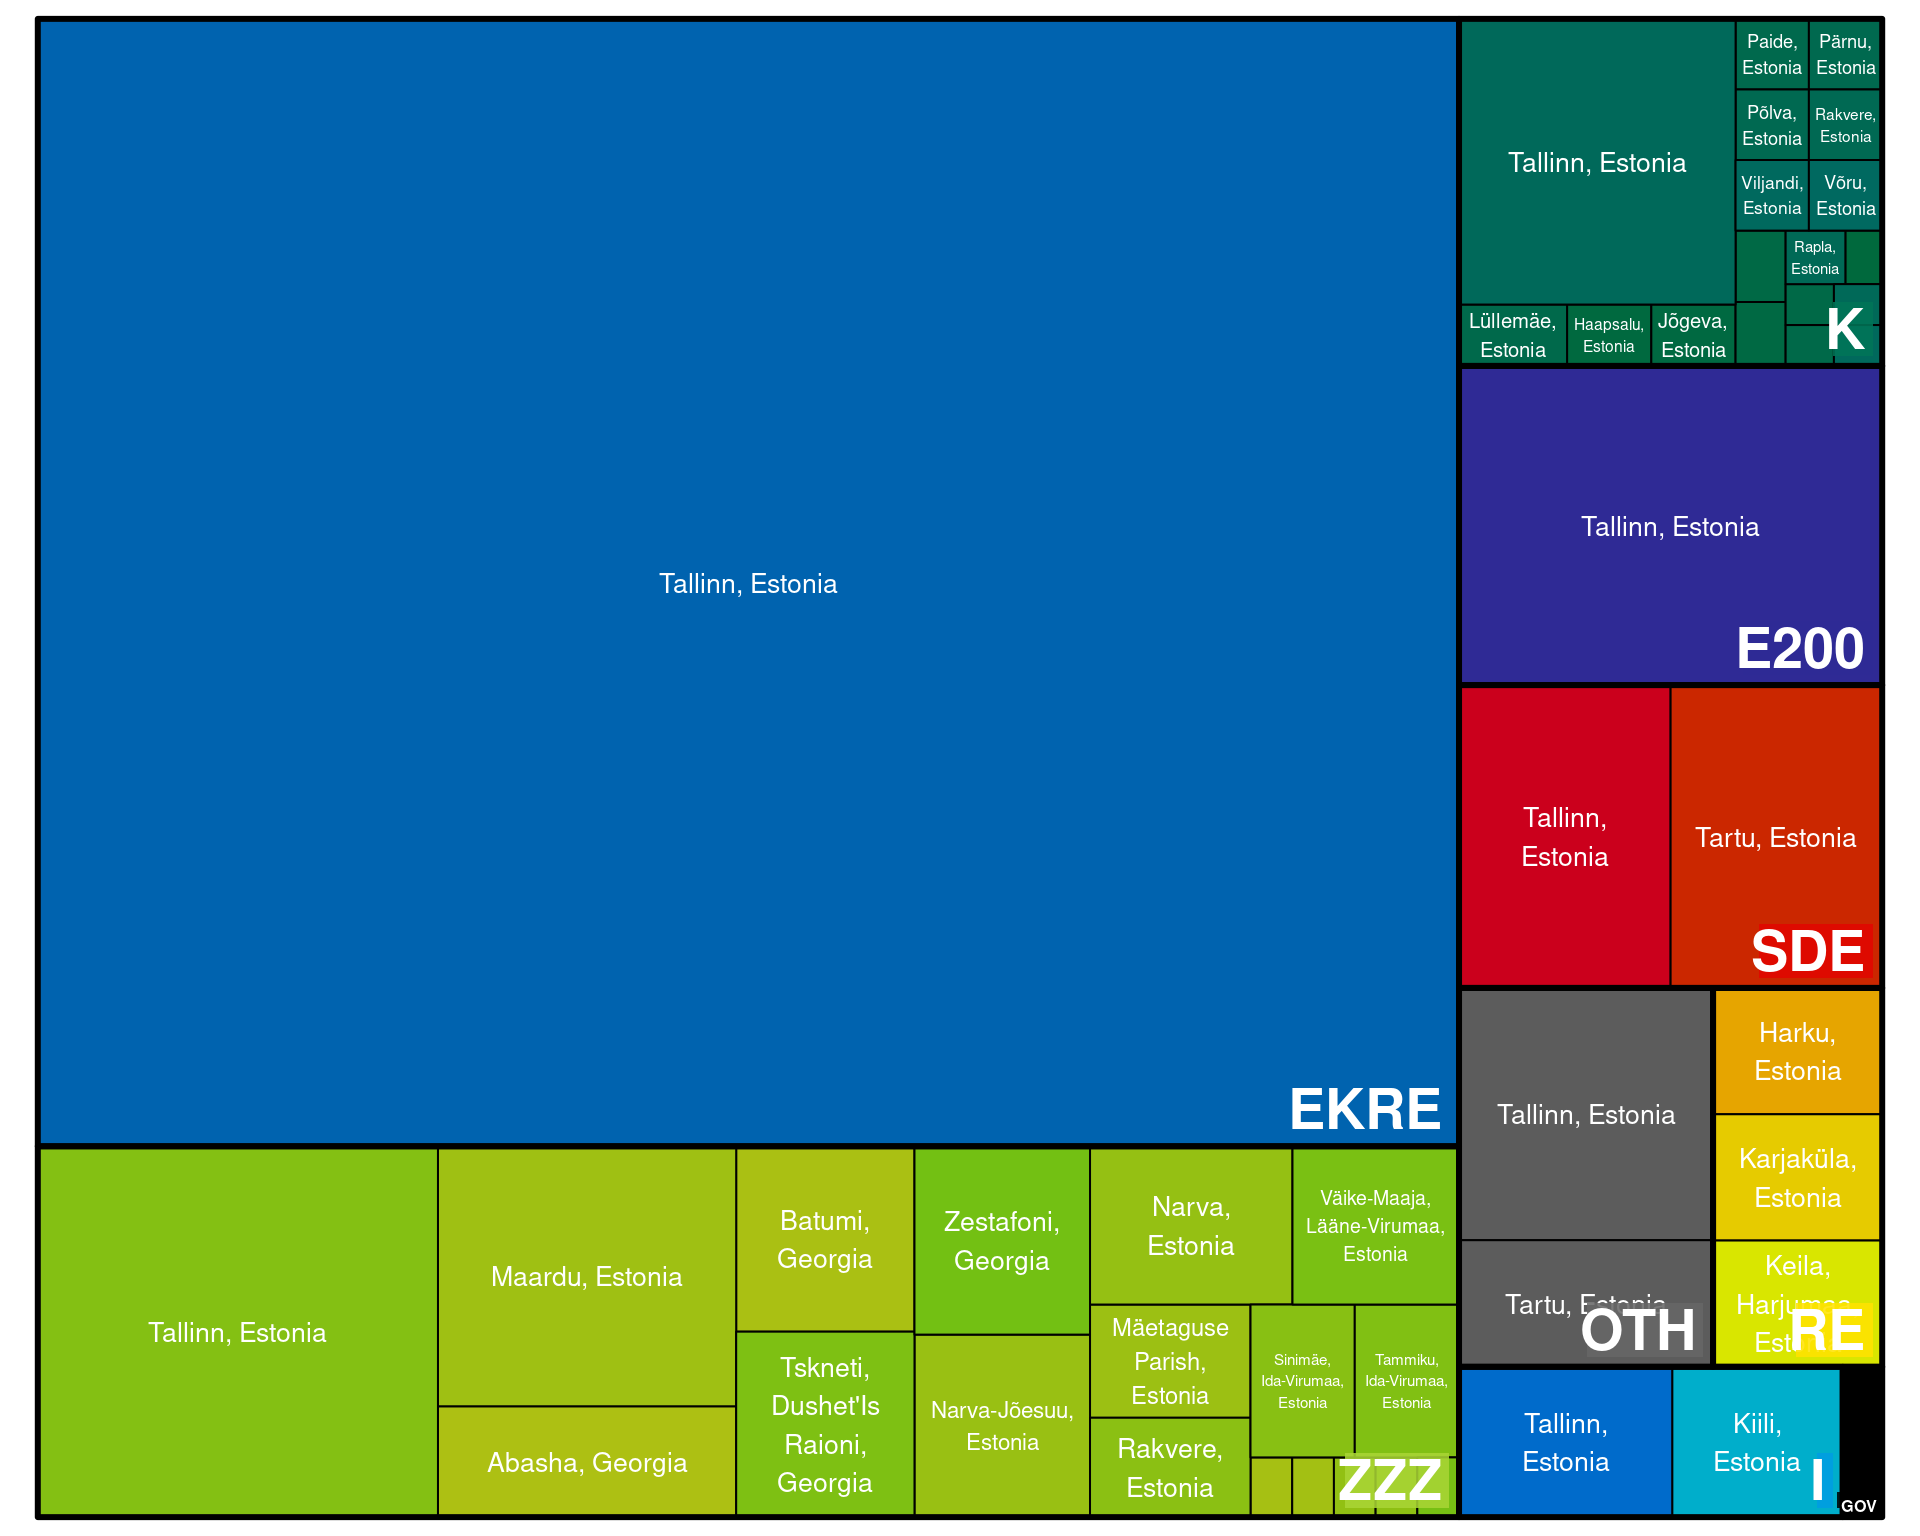 Tallinn, Estonia
EKRE
Tallinn, Estonia
Maardu, Estonia
Abasha, Georgia
Batumi,
Georgia
Tskneti,
Dushet'Is
Raioni,
Georgia
Zestafoni,
Georgia
Narva-Jõesuu,
Estonia
Narva,
Estonia
Väike-Maaja,
Lääne-Virumaa,
Estonia
Mäetaguse
Parish,
Estonia
Rakvere,
Estonia
Sinimäe,
Ida-Virumaa,
Estonia
Tammiku,
Ida-Virumaa,
Estonia
ZZZ
Tallinn, Estonia
Paide,
Estonia
Pärnu,
Estonia
Põlva,
Estonia
Rakvere,
Estonia
Viljandi,
Estonia
Võru,
Estonia
Rapla,
Estonia
Lüllemäe,
Estonia
Haapsalu,
Estonia
Jõgeva,
Estonia
K
Tallinn, Estonia
E200
Tallinn,
Estonia
Tartu, Estonia
SDE
Tallinn, Estonia
Tartu, Estonia
OTH
Harku,
Estonia
Karjaküla,
Estonia
Keila,
Harjumaa,
Estonia
RE
Tallinn,
Estonia
Kiili,
Estonia
I
GOV